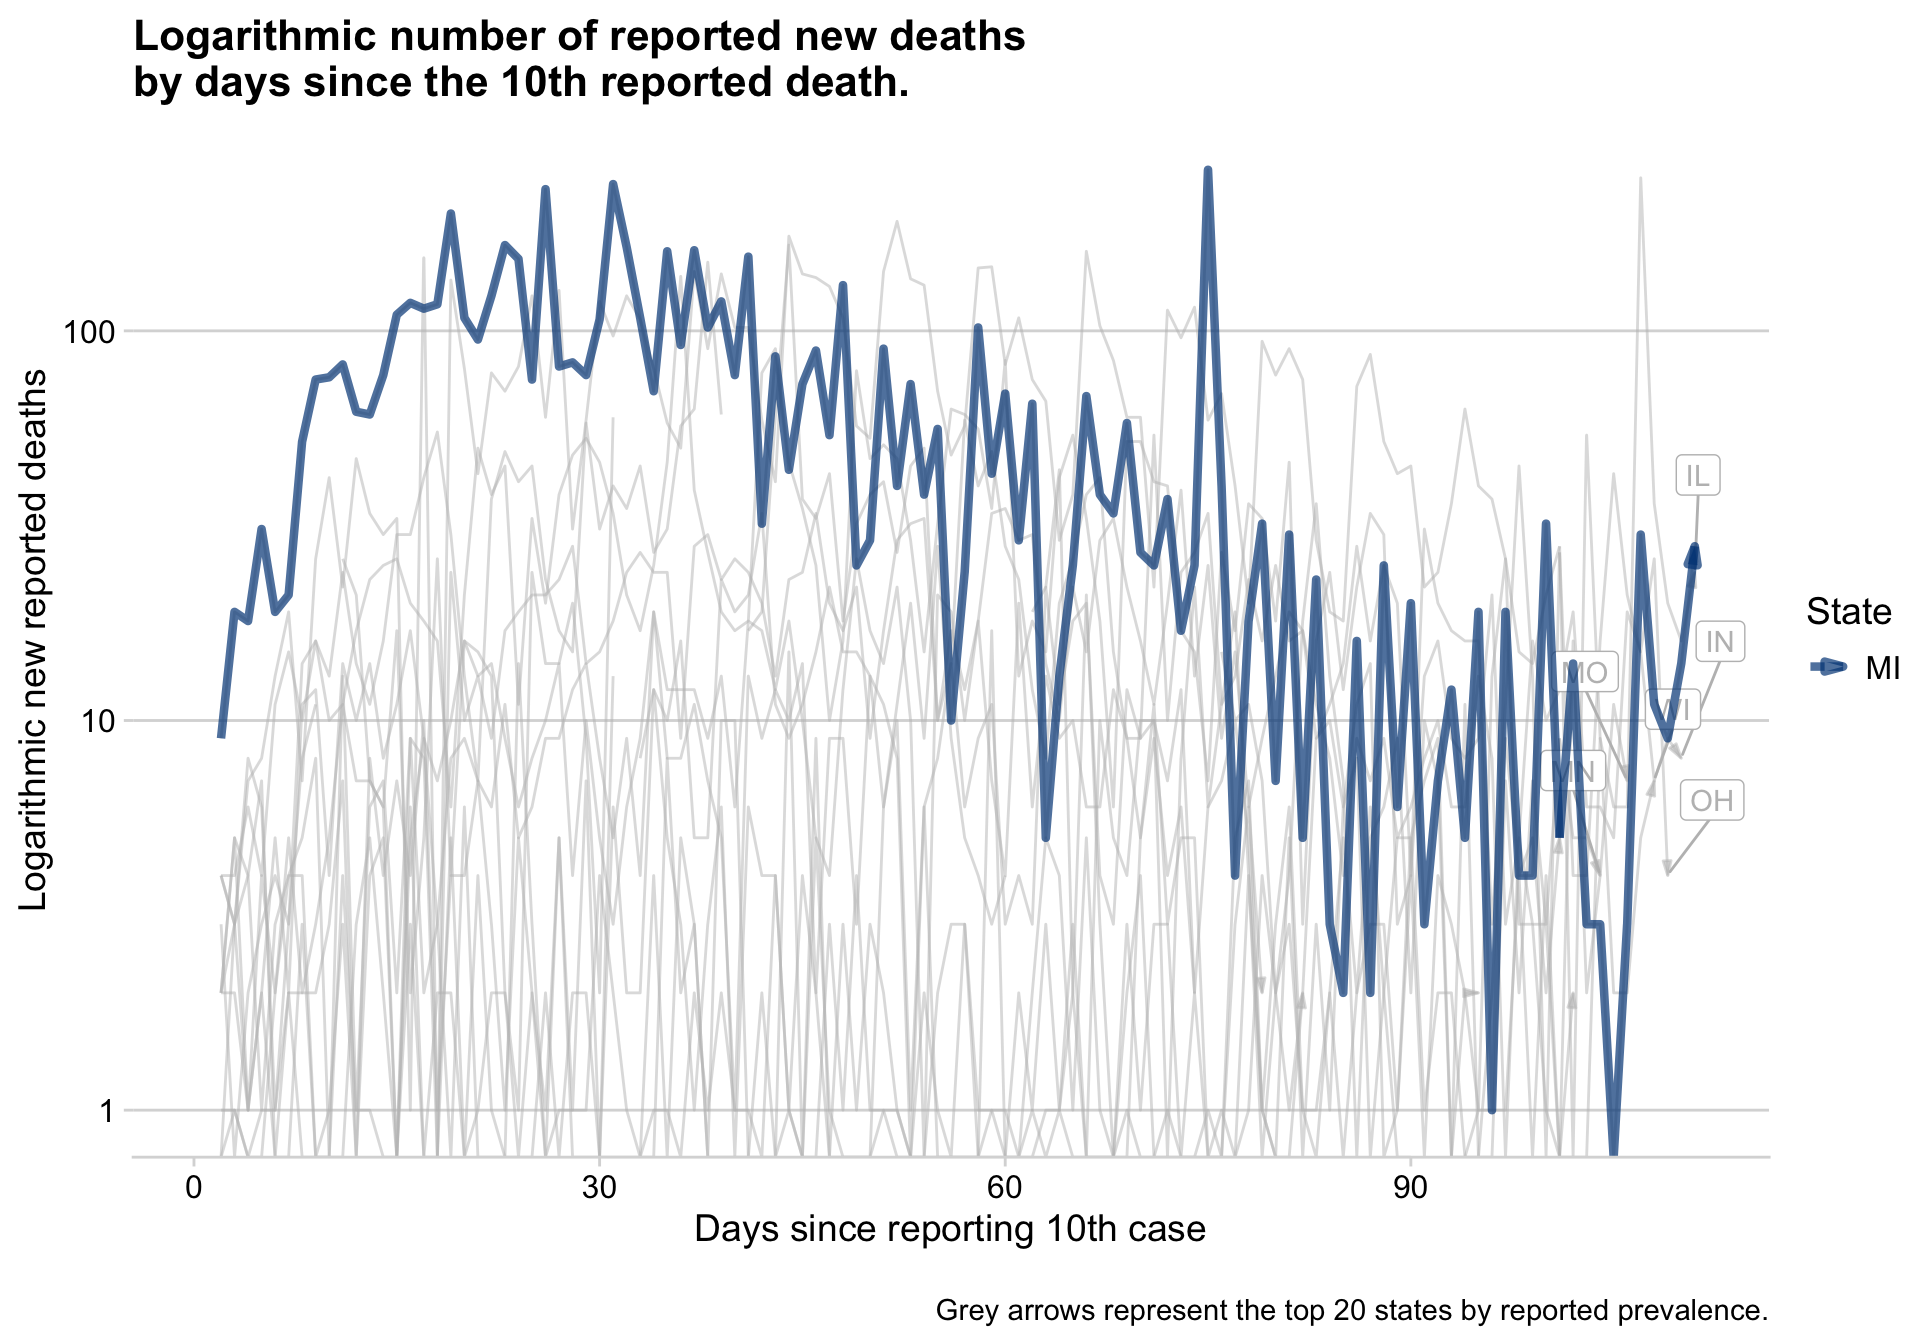 Logarithmic number of reported new deaths
by days since the 10th reported death.
Logarithmic new reported deaths
100
10
1
IL
IN
MO
MN
OH
State
MI
0
30
60
90
Days since reporting 10th case
Grey arrows represent the top 20 states by reported prevalence.